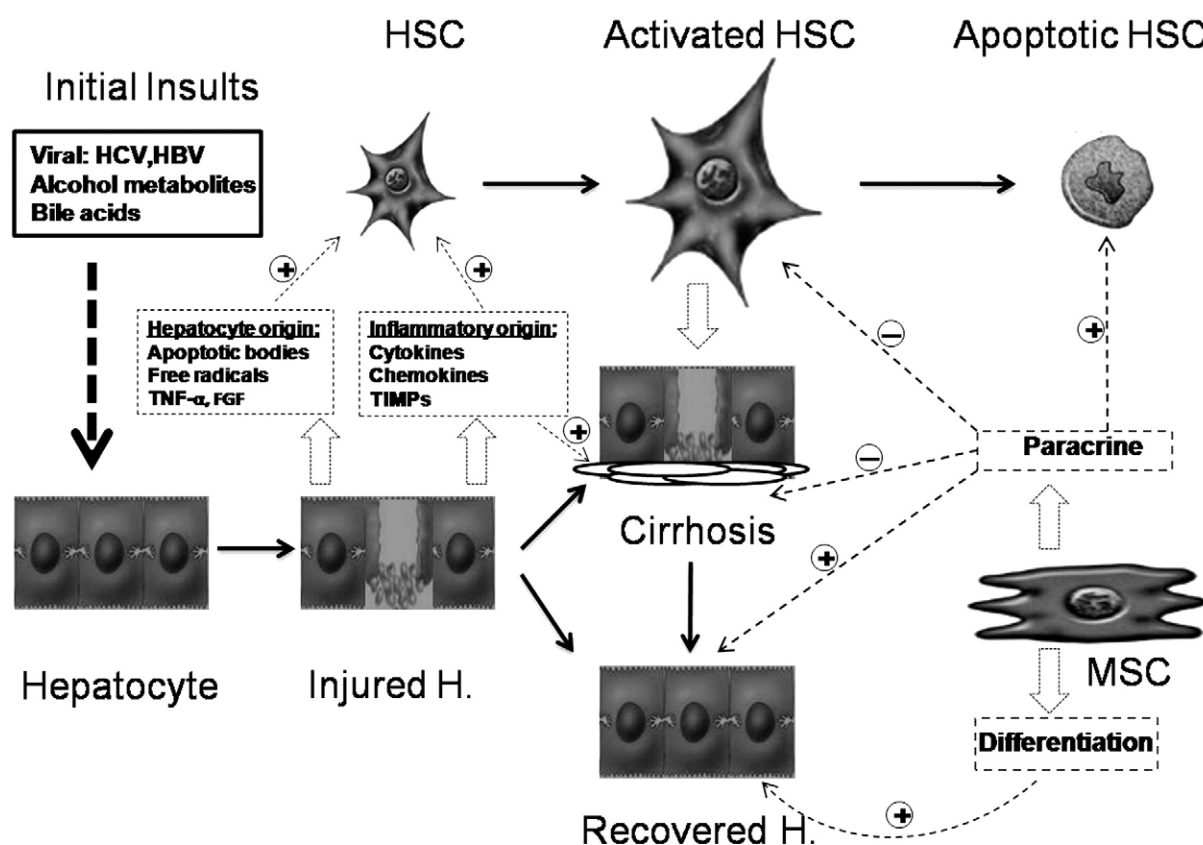 HSC
Activated HSC
Apoptotic HSC
Initial Insults
Viral: HCV,HBV
Alcohol metabolites
Bile acids
+
+
Hepatocyte origin:
Apoptotic bodies
Free radicals
TNF-α, FGF
Inflammatory origin:
Cytokines
Chemokines
TIMPs
+
−
+
Paracrine
−
Cirrhosis
+
Hepatocyte
Injured H.
MSC
Differentiation
+
Recovered H.